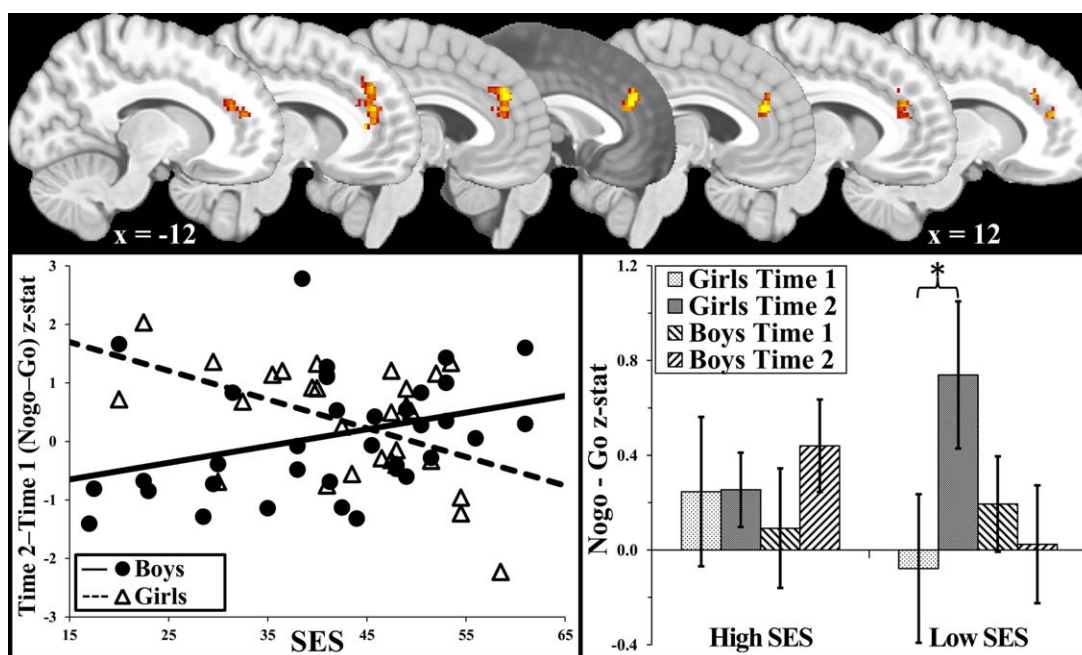 x = -12
x = 12
Time 2–Time 1 (Nogo–Go) z-stat
3
2
1
0
-1
-2
-3
Boys
Girls
15
25
35
45
55
65
SES
Nogo - Go z-stat
1.2
0.8
0.4
0.0
-0.4
Girls Time 1
Girls Time 2
Boys Time 1
Boys Time 2
*
High SES
Low SES